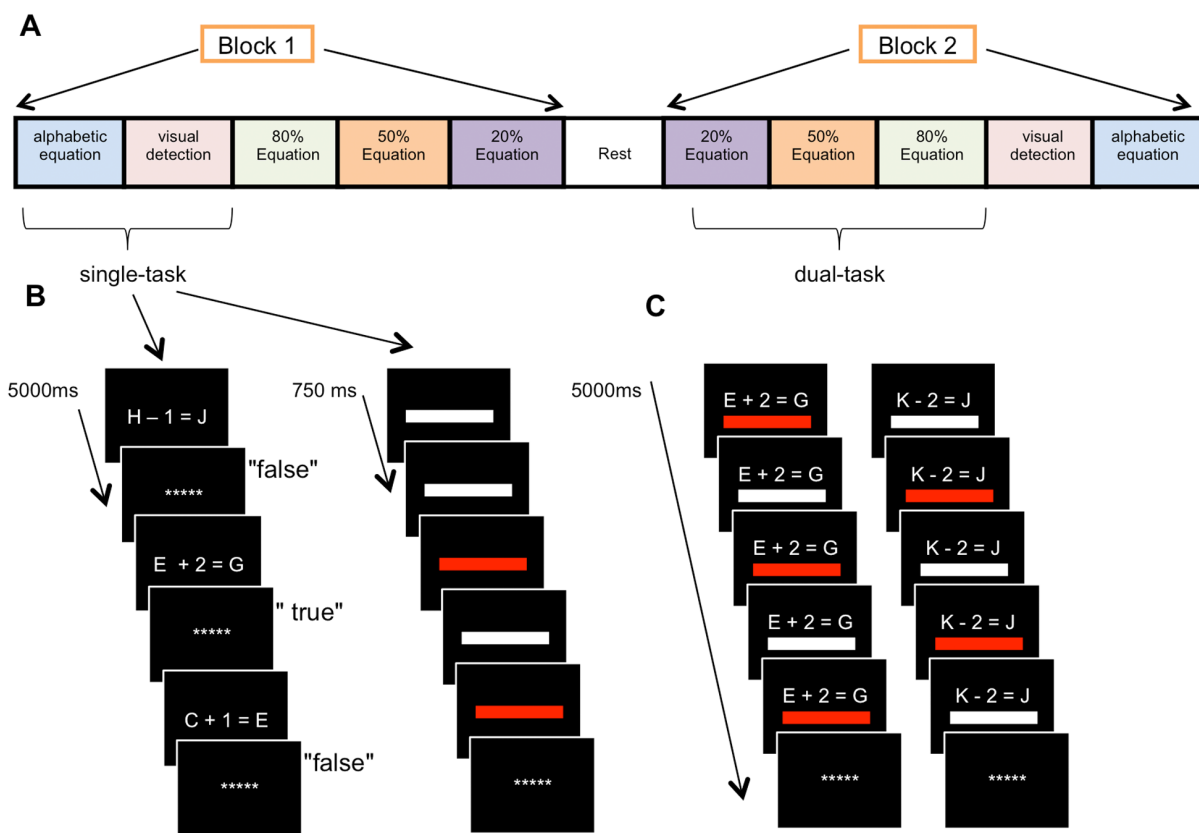 A
Block 1
Block 2
alphabetic
equation
visual
detection
80%
Equation
50%
Equation
20%
Equation
Rest
20%
Equation
50%
Equation
80%
Equation
visual
detection
alphabetic
equation
single-task
dual-task
B
5000ms
H – 1 = J
*****
"false"
E + 2 = G
*****
" true"
C + 1 = E
*****
"false"
750 ms
*****
C
5000ms
E + 2 = G
E + 2 = G
E + 2 = G
E + 2 = G
E + 2 = G
*****
K - 2 = J
K - 2 = J
K - 2 = J
K - 2 = J
K - 2 = J
*****